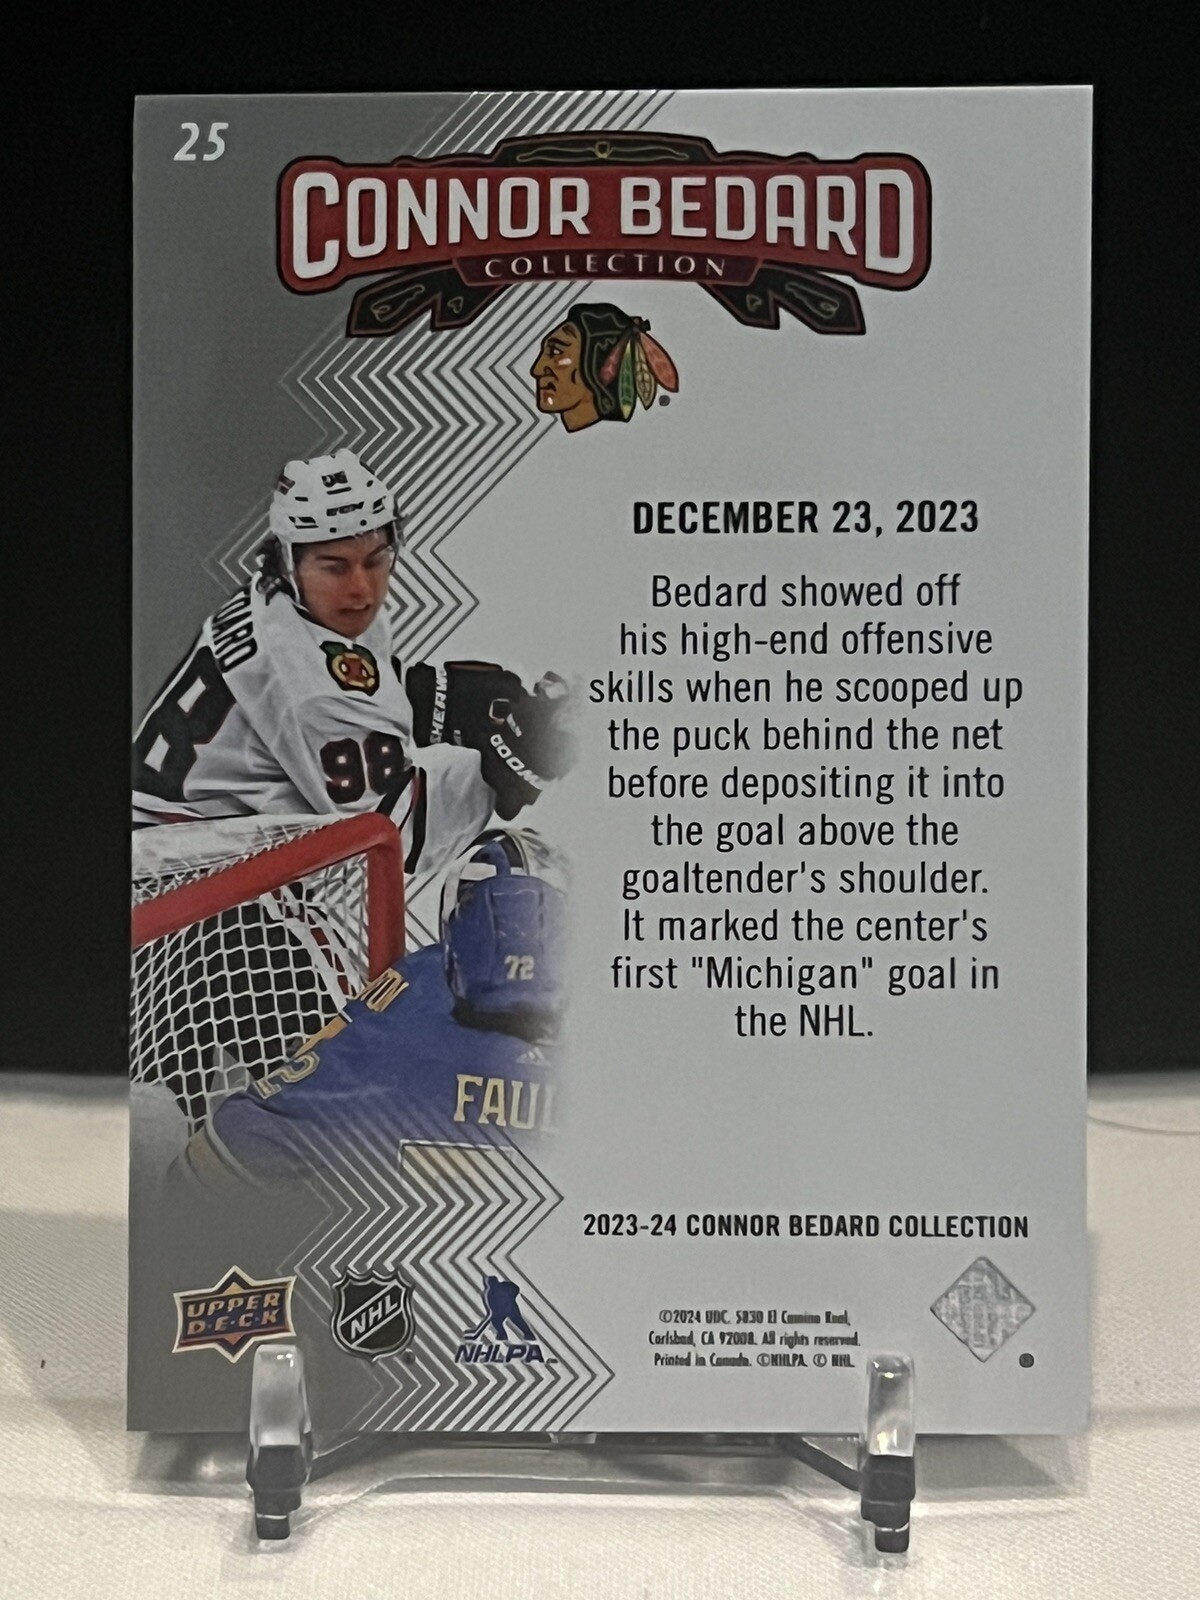 25
CONNOR BEDARD
COLLECTION
DECEMBER 23, 2023
Bedard showed off
his high-end offensive
skills when he scooped up
the puck behind the net
before depositing it into
the goal above the
goaltender's shoulder.
It marked the center's
first "Michigan" goal in
the NHL.
98
72
FAUL
2023-24 CONNOR BEDARD COLLECTION
UPPER
D·E·C·K
NHL
NHLPA
©2024 UDC. 5830 El Camino Real,
Carlsbad, CA 92008. All rights reserved.
Printed in Canada. ©NHLPA. © NHL.